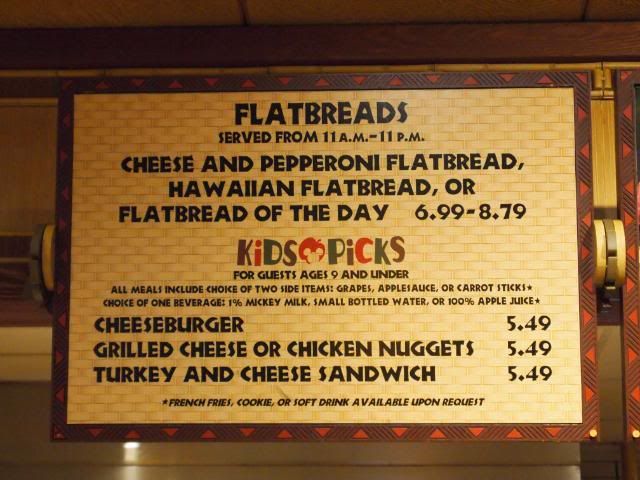 FLATBREADS
SERVED FROM 11 A.M.-11 P.M.
CHEESE AND PEPPERONI FLATBREAD,
HAWAIIAN FLATBREAD, OR
FLATBREAD OF THE DAY 6.99-8.79
KiDS PiCKS
FOR GUESTS AGES 9 AND UNDER
ALL MEALS INCLUDE CHOICE OF TWO SIDE ITEMS: GRAPES, APPLESAUCE, OR CARROT STICKS*
CHOICE OF ONE BEVERAGE: 1% MICKEY MILK, SMALL BOTTLED WATER, OR 100% APPLE JUICE*
CHEESEBURGER 5.49
GRILLED CHEESE OR CHICKEN NUGGETS 5.49
TURKEY AND CHEESE SANDWICH 5.49
*FRENCH FRIES, COOKIE, OR SOFT DRINK AVAILABLE UPON REQUEST